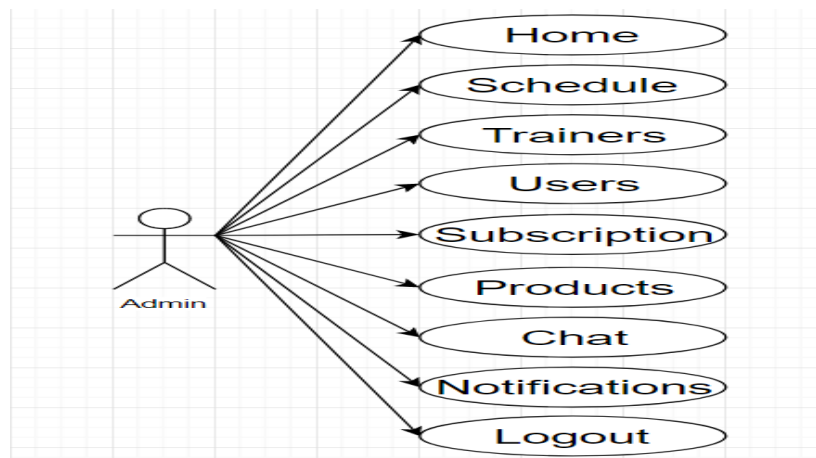 Home
Schedule
Trainers
Users
Subscription
Products
Chat
Notifications
Logout
Admin